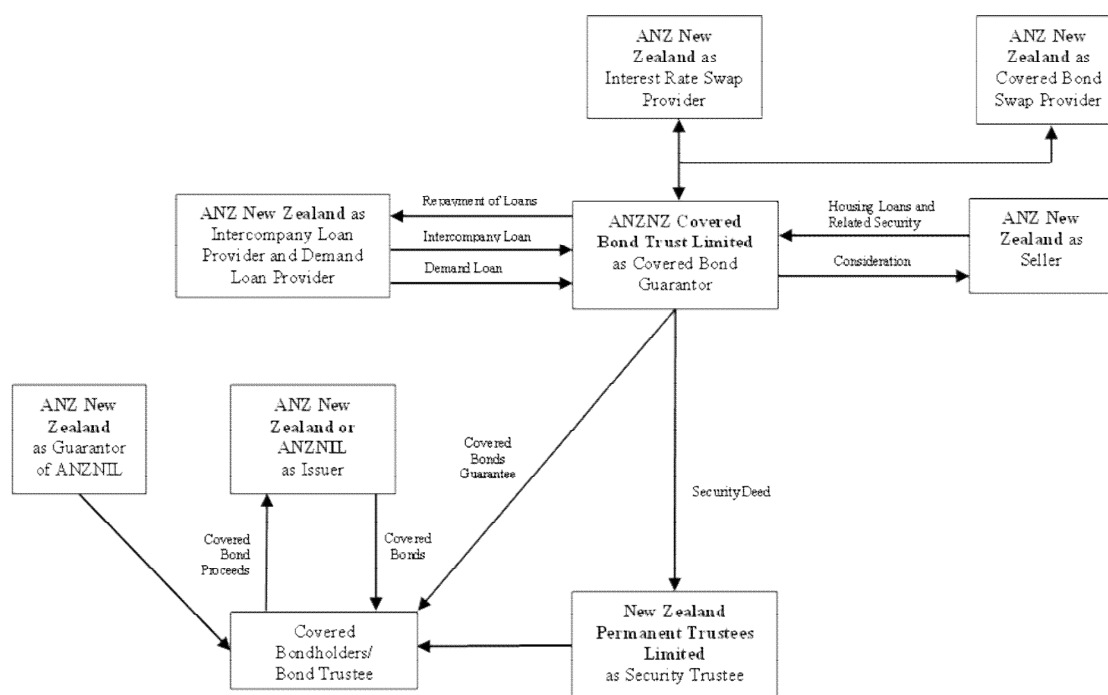 ANZ New
Zealand as
Interest Rate Swap
Provider
ANZ New
Zealand as
Covered Bond
Swap Provider
ANZ New Zealand as
Intercompany Loan
Provider and Demand
Loan Provider
Repayment of Loans
Intercompany Loan
Demand Loan
ANZNZ Covered
Bond Trust Limited
as Covered Bond
Guarantor
Housing Loans and
Related Security
Consideration
ANZ New
Zealand as
Seller
ANZ New
Zealand
as Guarantor
of ANZNIL
ANZ New
Zealand or
ANZNIL
as Issuer
Covered
Bonds
Guarantee
Security Deed
Covered
Bond
Proceeds
Covered
Bonds
Covered
Bondholders/
Bond Trustee
New Zealand
Permanent Trustees
Limited
as Security Trustee